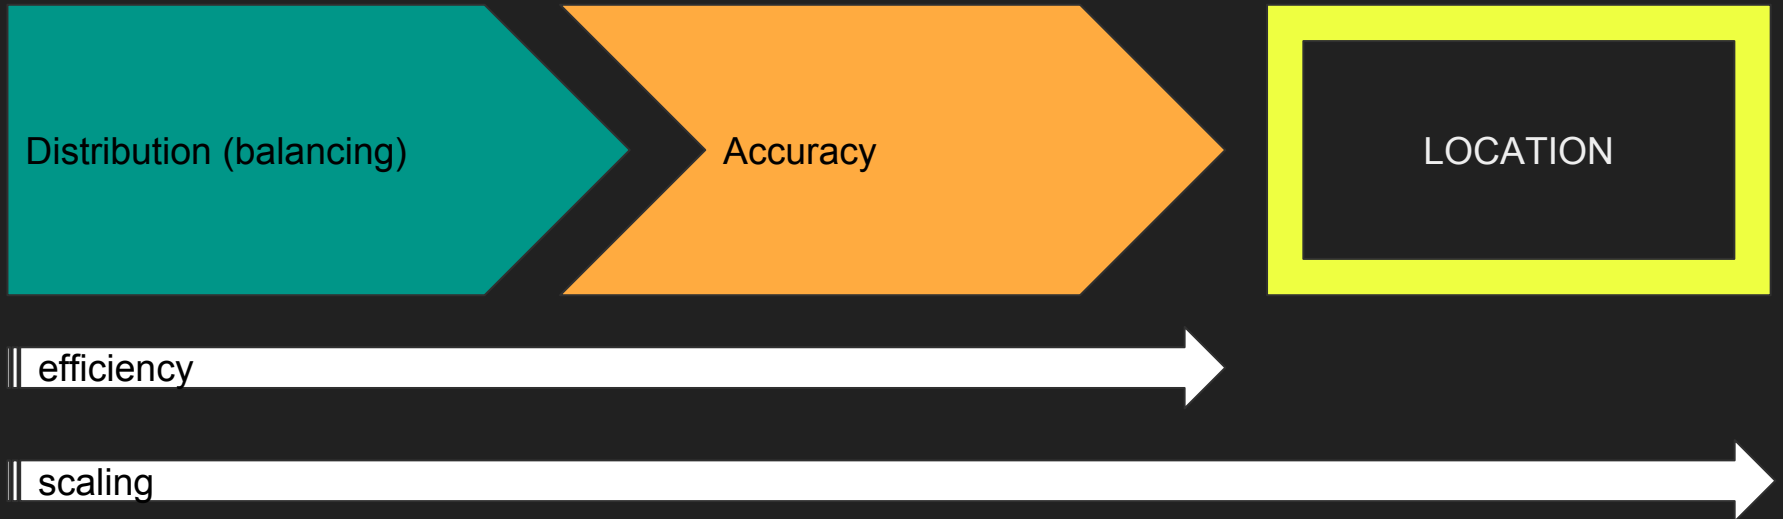 Distribution (balancing)
Accuracy
LOCATION
efficiency
scaling